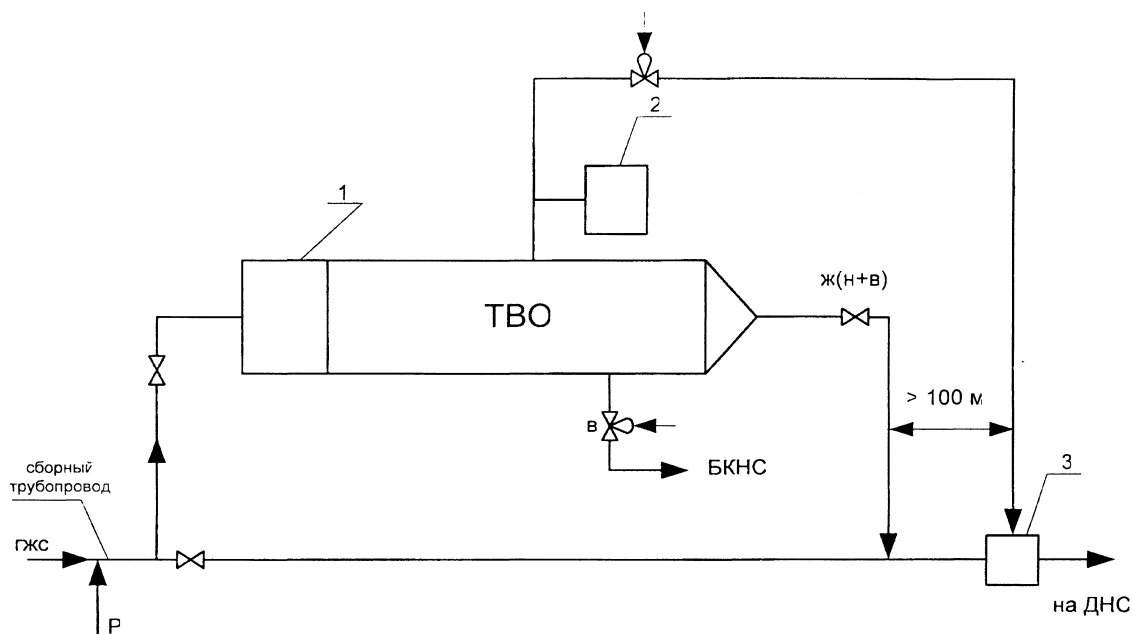 2
1
ТВО
ж(н+в)
> 100 м
в
БКНС
сборный
трубопровод
3
гжс
Р
на ДНС